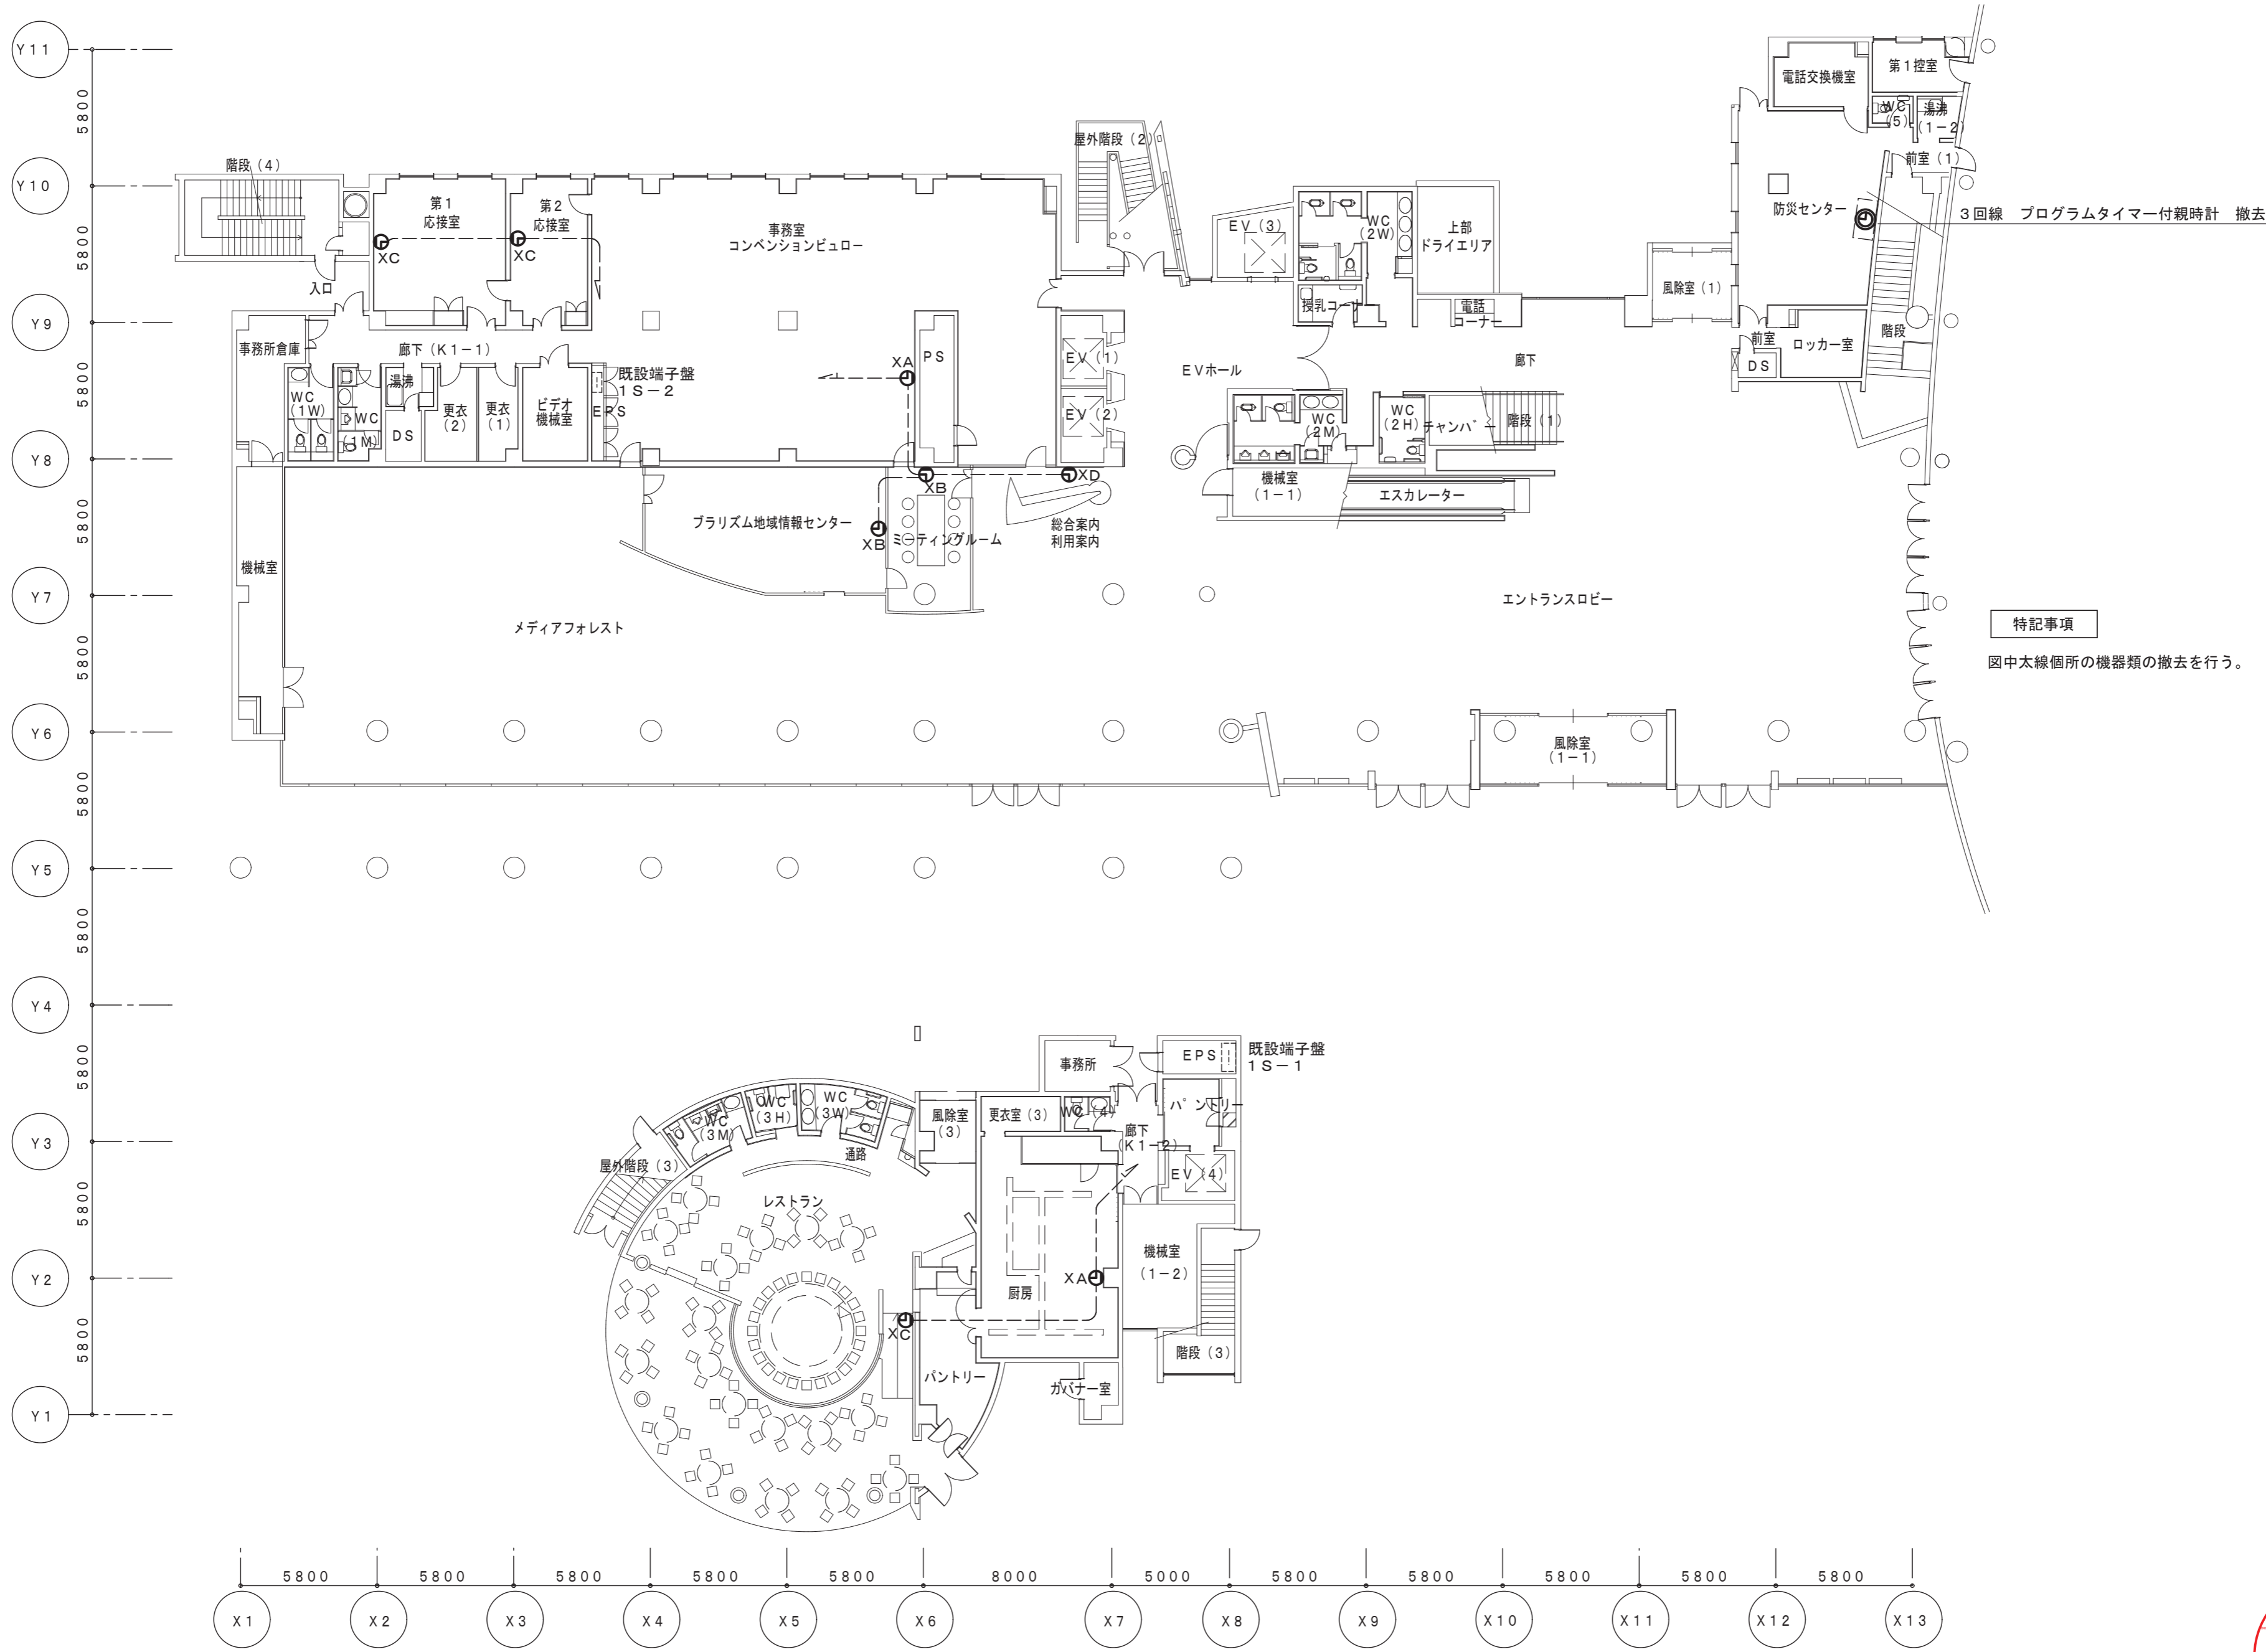 Y11
5800
Y10
5800
Y9
5800
Y8
5800
Y7
5800
Y6
5800
Y5
5800
Y4
5800
Y3
5800
Y2
5800
Y1
階段(4)
入口
第1
応接室
XC
第2
応接室
XC
事務室
コンベンションビュロー
屋外階段(2)
EV(3)
WC
(2W)
上部
ドライエリア
授乳コーナー
電話
コーナー
電話交換機室
第1控室
WC
(5)
湯沸
(1-2)
前室(1)
防災センター
3回線 プログラムタイマー付親時計 撤去
風除室(1)
階段
前室
ロッカー室
DS
事務所倉庫
廊下(K1-1)
WC
(1W)
WC
(1M)
湯沸
DS
更衣
(2)
更衣
(1)
ビデオ
機械室
既設端子盤
1S-2
EPS
XA
PS
EV(1)
EV(2)
EVホール
廊下
WC
(2M)
WC
(2H)
チャンバー
階段(1)
機械室
(1-1)
エスカレーター
XB
XD
プラリズム地域情報センター
XB
ミーティングルーム
総合案内
利用案内
機械室
メディアフォレスト
エントランスロビー
特記事項
図中太線個所の機器類の撤去を行う。
風除室
(1-1)
事務所
EPS
既設端子盤
1S-1
WC
(3M)
WC
(3H)
WC
(3W)
通路
風除室
(3)
更衣室(3)
WC(4)
パントリー
廊下
(K1-2)
EV(4)
屋外階段(3)
レストラン
機械室
(1-2)
XA
厨房
XC
パントリー
ガバナー室
階段(3)
5800 5800 5800 5800 5800 8000 5000 5800 5800 5800 5800 5800
X1 X2 X3 X4 X5 X6 X7 X8 X9 X10 X11 X12 X13